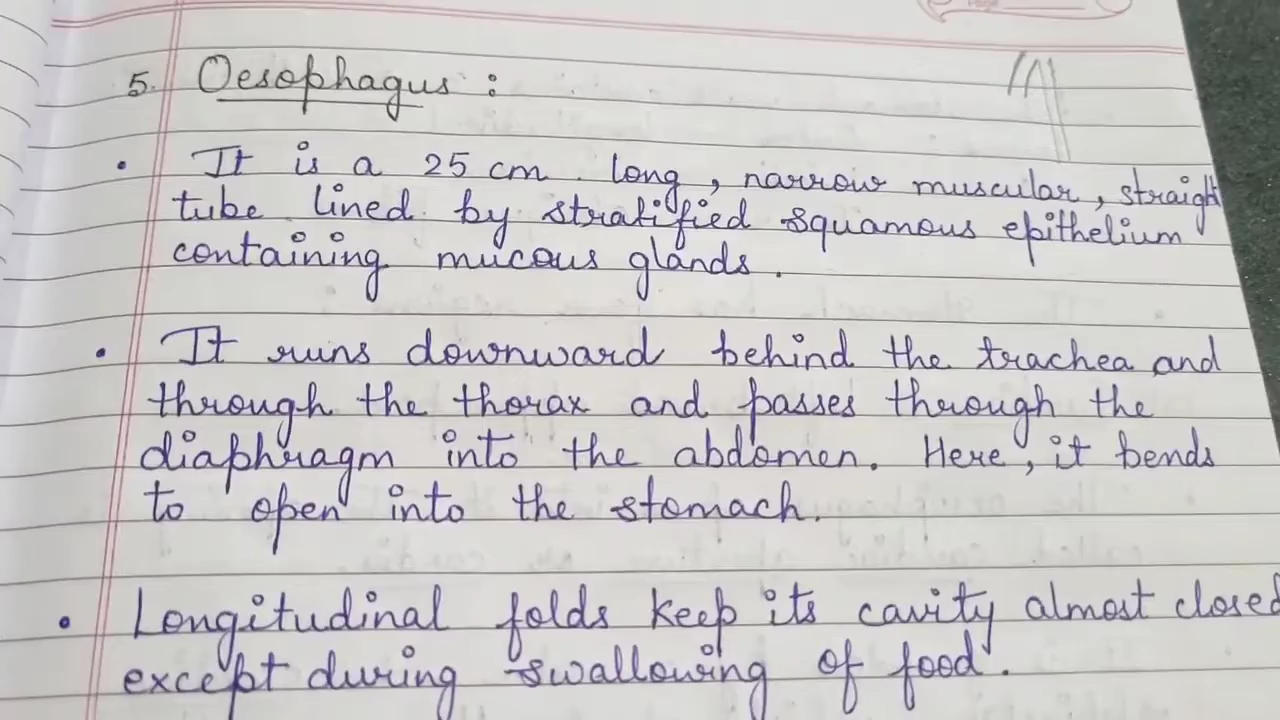 5. Oesophagus :
• It is a 25 cm. long, narrow muscular, straight
tube lined by stratified squamous epithelium
containing mucous glands.
• It runs downward behind the trachea and
through the thorax and passes through the
diaphragm into the abdomen. Here, it bends
to open into the stomach.
• Longitudinal folds keep its cavity almost closed
except during swallowing of food.